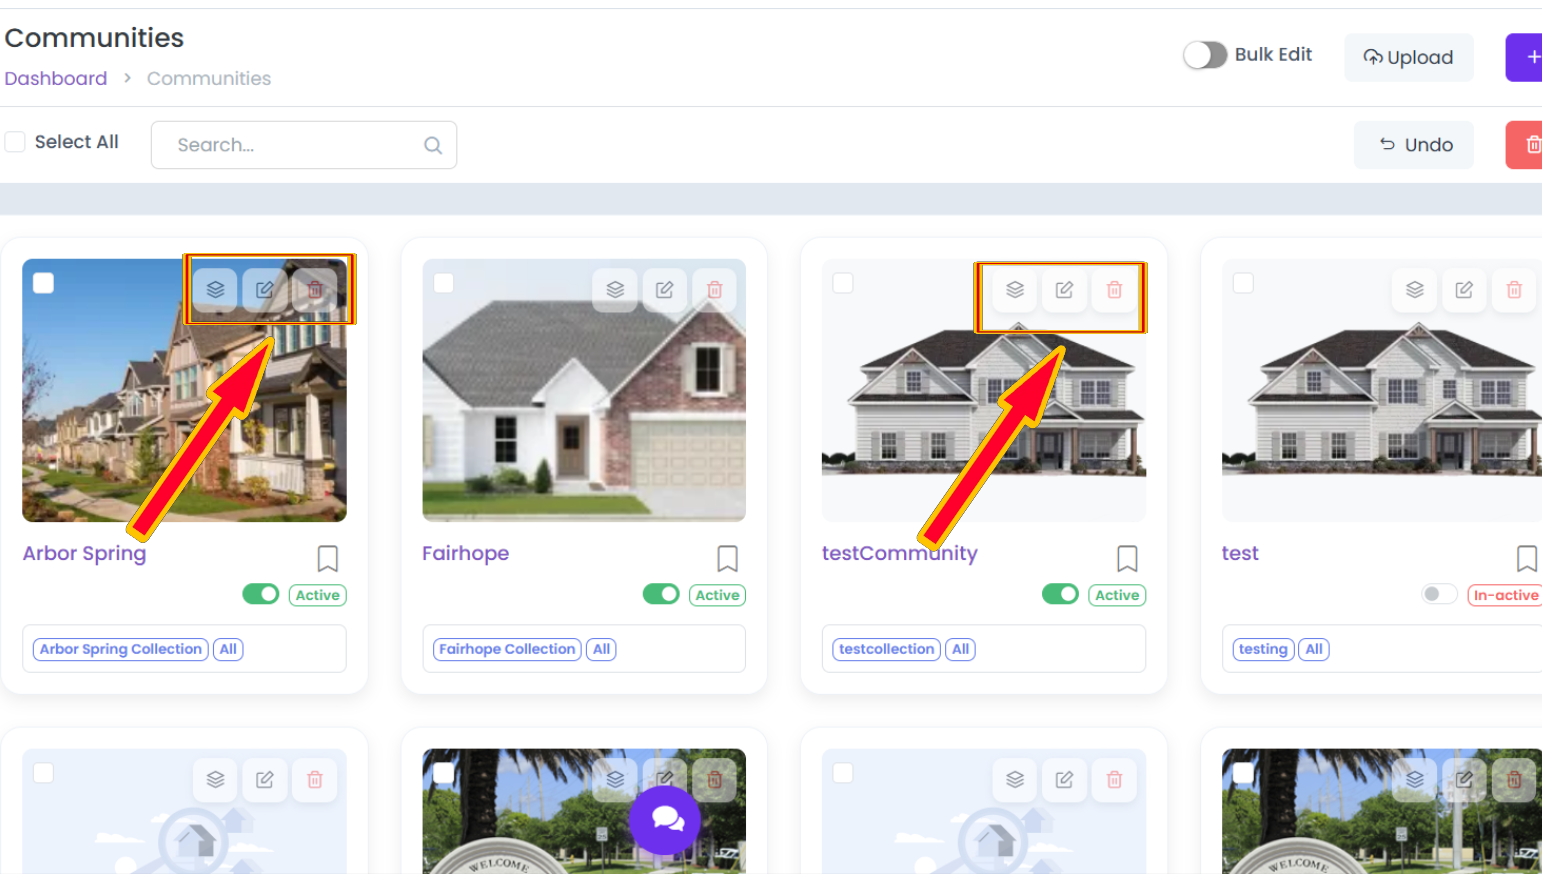 Communities
Dashboard > Communities
Bulk Edit
Upload
+
Select All
Search...
Undo
Arbor Spring
Active
Arbor Spring Collection All
Fairhope
Active
Fairhope Collection All
testCommunity
Active
testcollection All
test
In-active
testing All
WELCOME
WELCOME